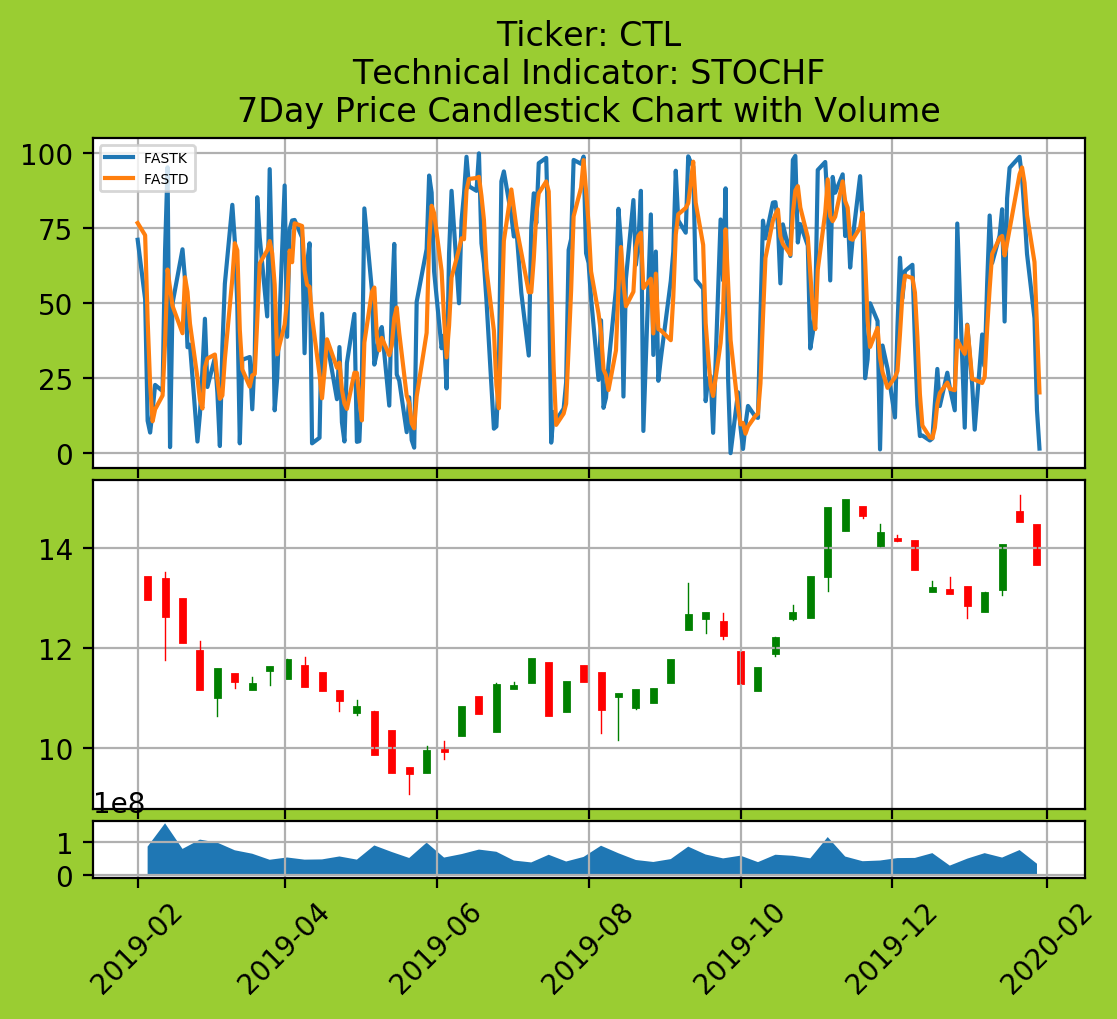 Ticker: CTL
Technical Indicator: STOCHF
7Day Price Candlestick Chart with Volume
100
FASTK
FASTD
75
50
25
0
14
12
10
1e8
1
0
2019-02
2019-04
2019-06
2019-08
2019-10
2019-12
2020-02